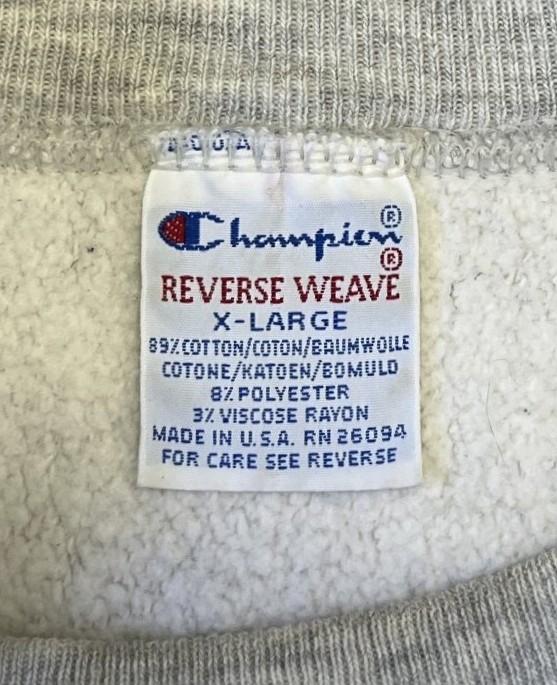 Champion®
®
REVERSE WEAVE
X-LARGE
89% COTTON/COTON/BAUMWOLLE
COTONE/KATOEN/BOMULD
8% POLYESTER
3% VISCOSE RAYON
MADE IN U.S.A. RN 26094
FOR CARE SEE REVERSE